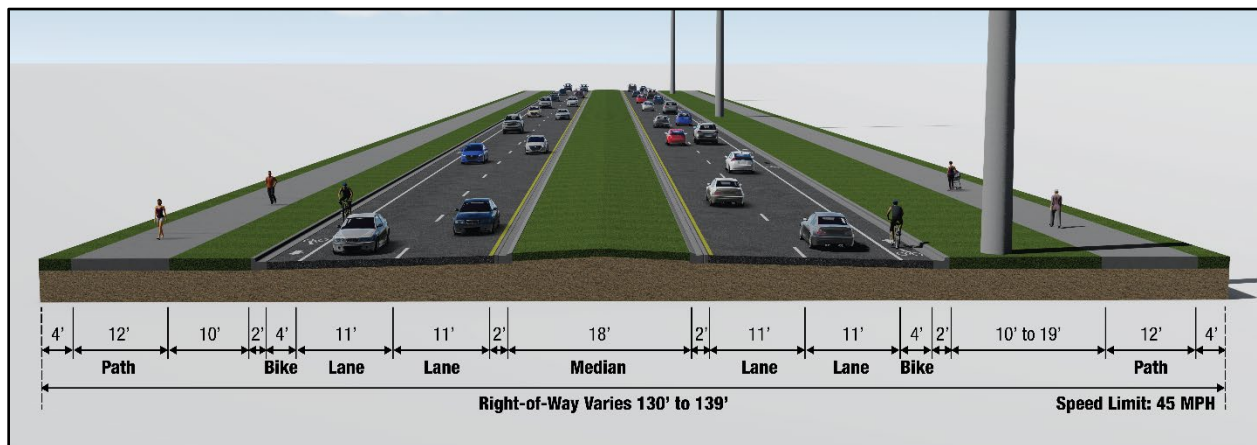 4' 12' 10' 2' 4' 11' 11' 2' 18' 2' 11' 11' 4' 2' 10' to 19' 12' 4'
Path Bike Lane Lane Median Lane Lane Bike Path
Right-of-Way Varies 130' to 139' Speed Limit: 45 MPH